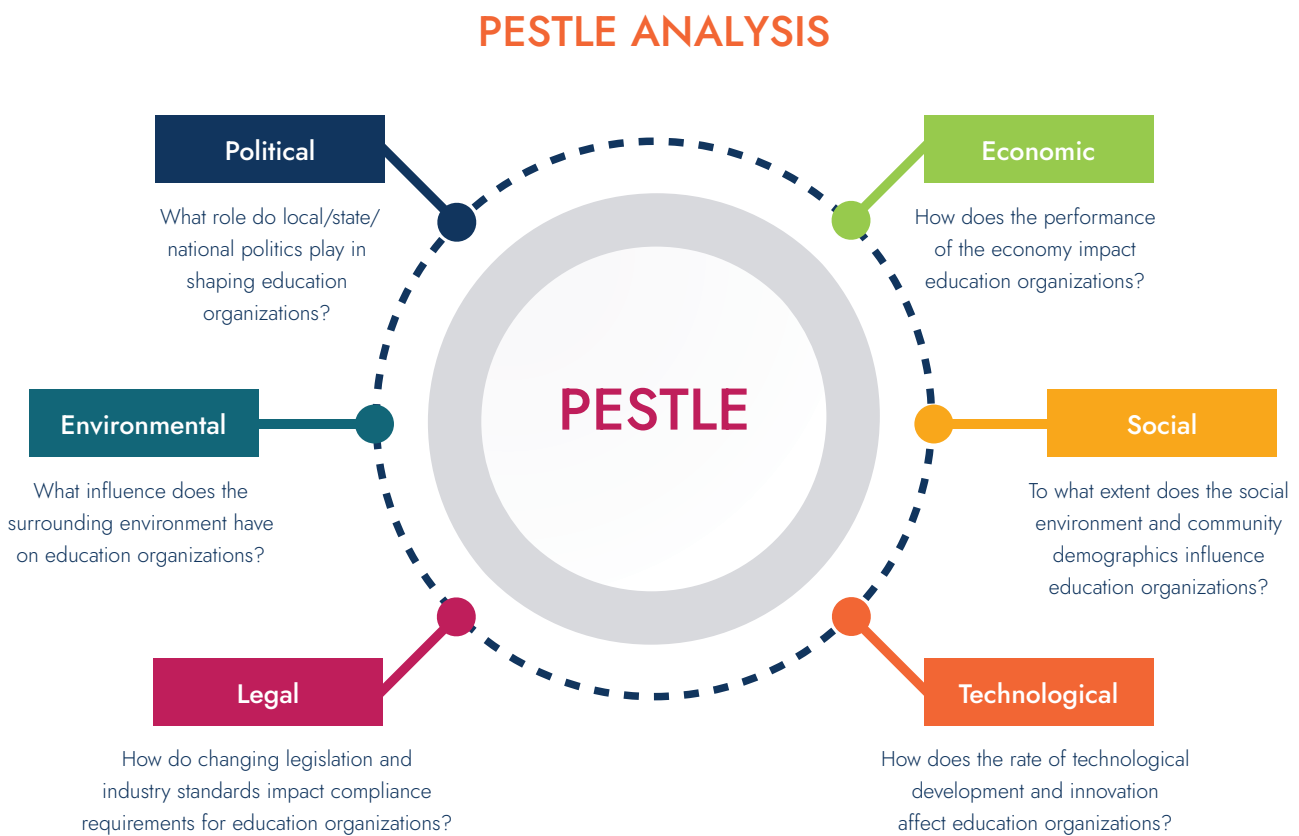 PESTLE ANALYSIS
Political
What role do local/state/
national politics play in
shaping education
organizations?
Economic
How does the performance
of the economy impact
education organizations?
PESTLE
Environmental
What influence does the
surrounding environment have
on education organizations?
Social
To what extent does the social
environment and community
demographics influence
education organizations?
Legal
How do changing legislation and
industry standards impact compliance
requirements for education organizations?
Technological
How does the rate of technological
development and innovation
affect education organizations?